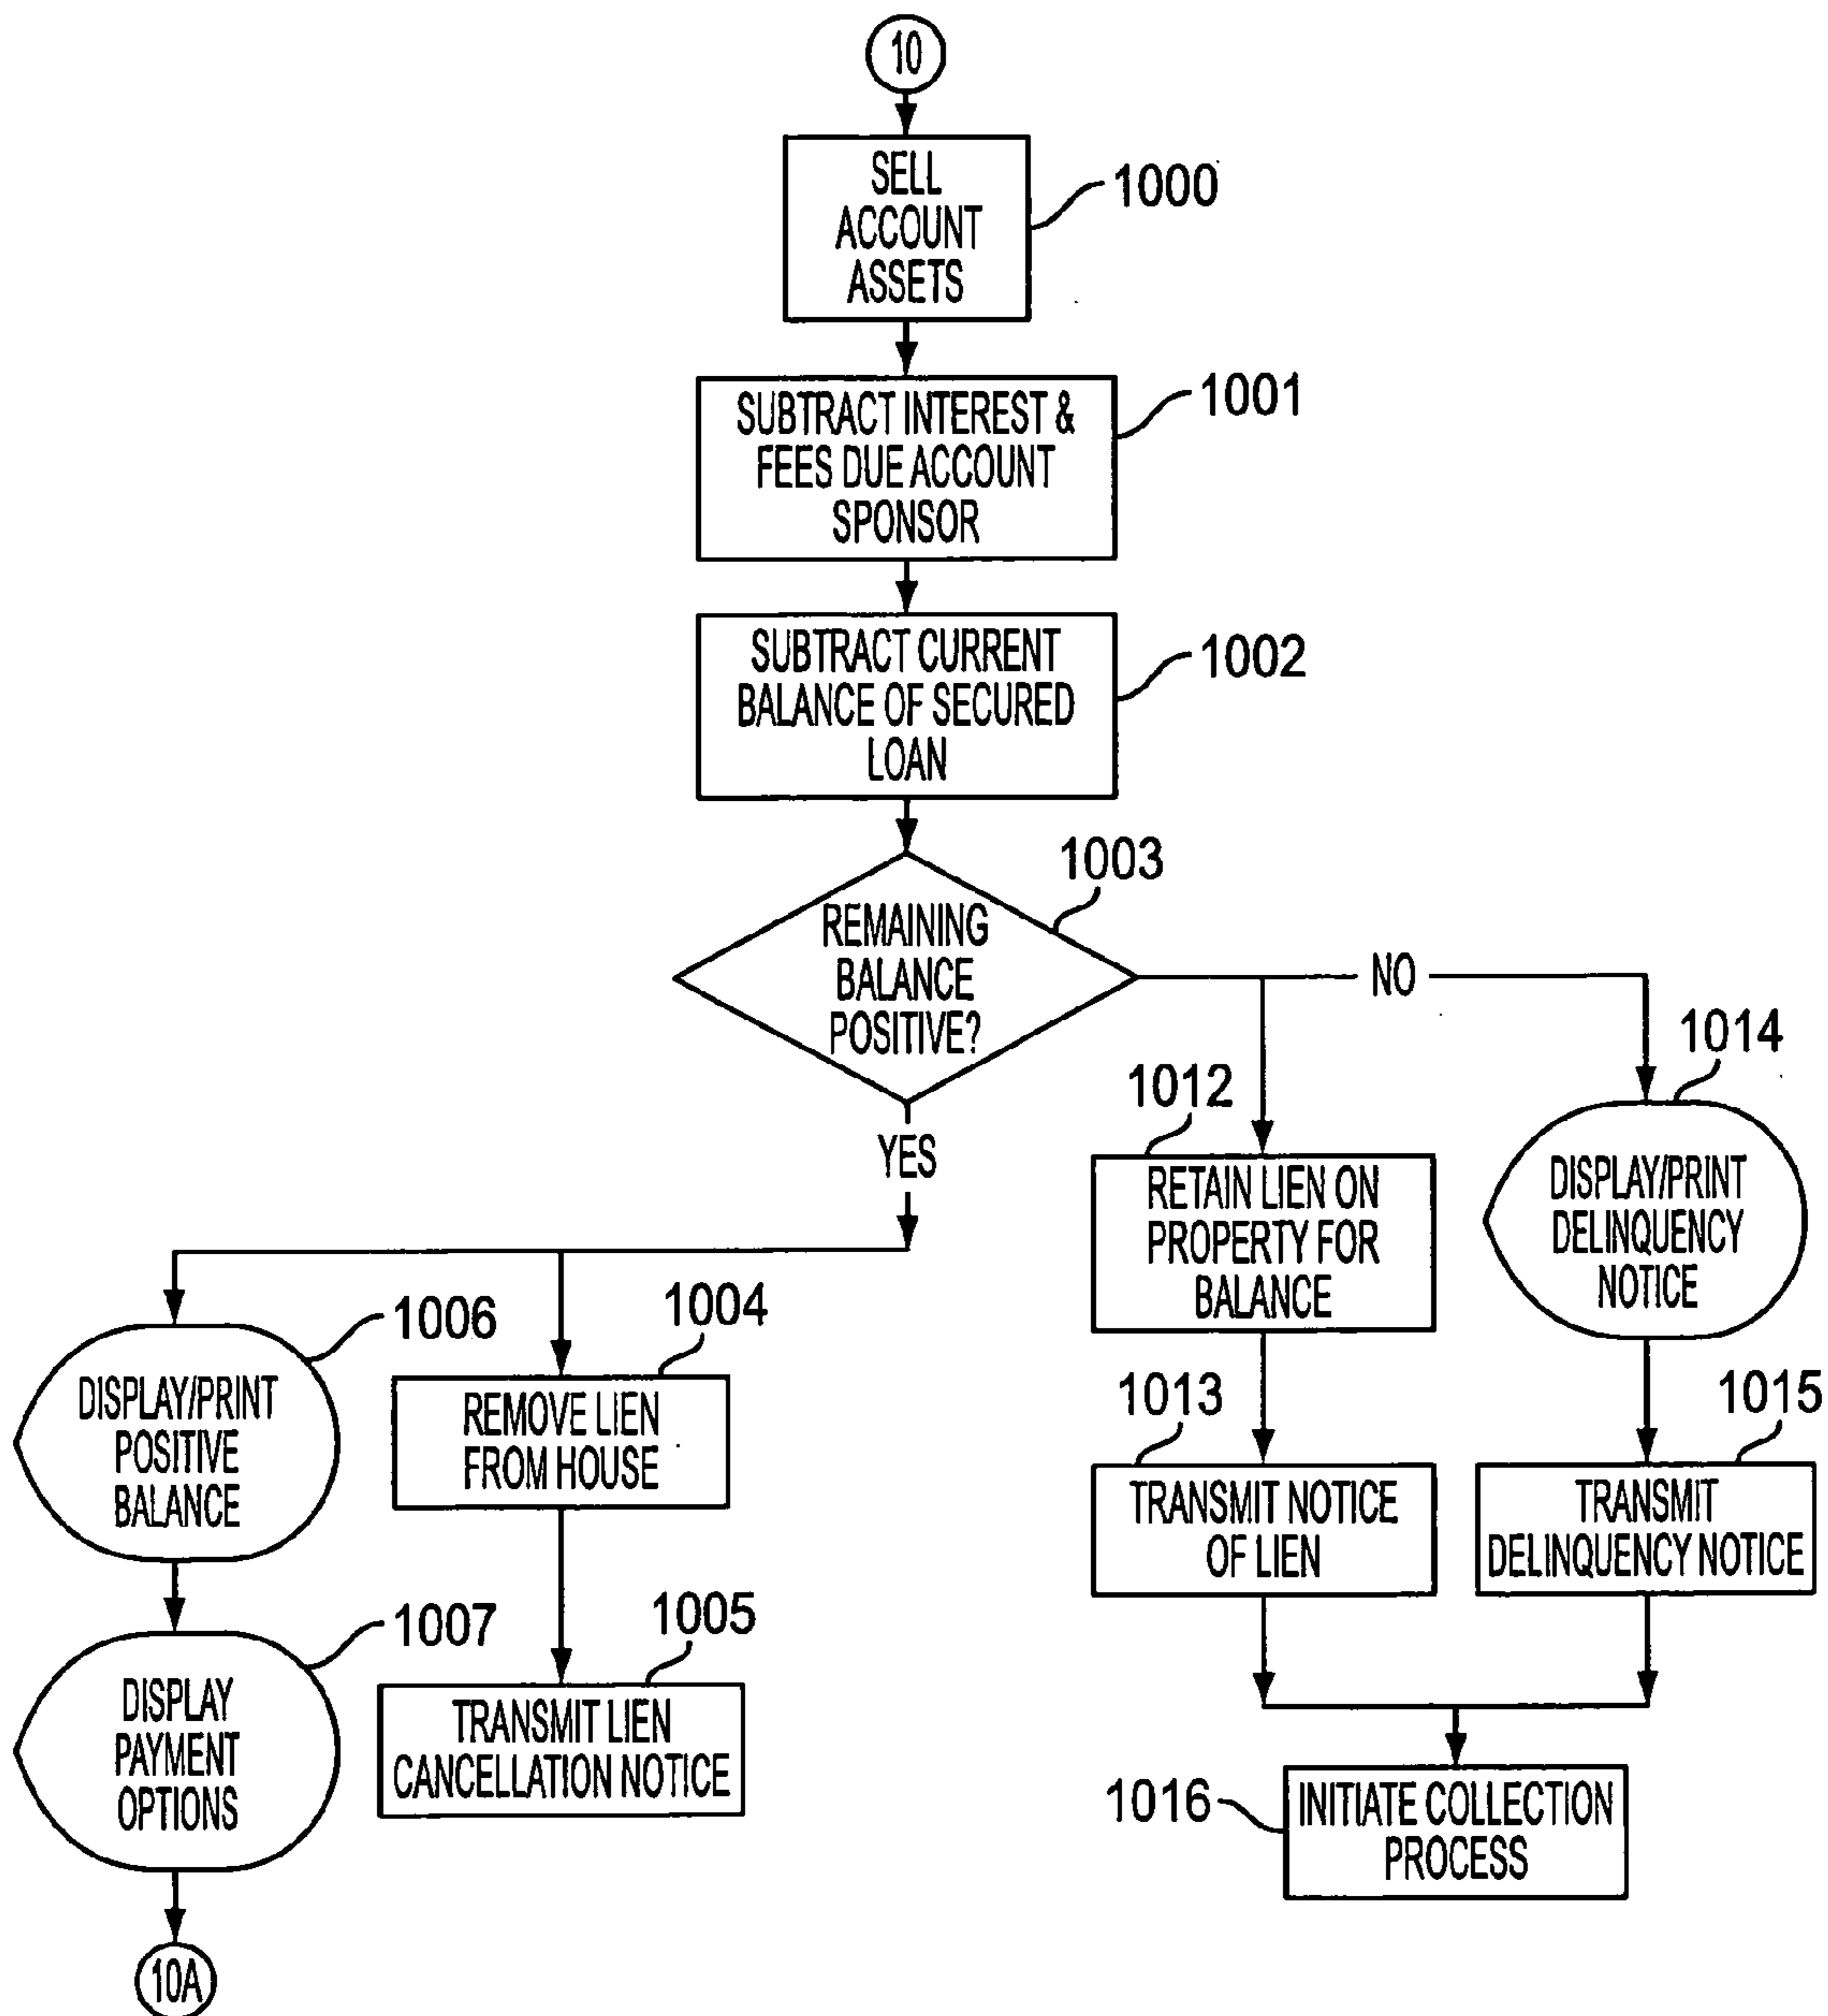 10
SELL
ACCOUNT
ASSETS
1000
SUBTRACT INTEREST &
FEES DUE ACCOUNT
SPONSOR
1001
SUBTRACT CURRENT
BALANCE OF SECURED
LOAN
1002
REMAINING
BALANCE
POSITIVE?
1003
NO
YES
1012
RETAIN LIEN ON
PROPERTY FOR
BALANCE
1014
DISPLAY/PRINT
DELINQUENCY
NOTICE
1006
DISPLAY/PRINT
POSITIVE
BALANCE
1004
REMOVE LIEN
FROM HOUSE
1013
TRANSMIT NOTICE
OF LIEN
1015
TRANSMIT
DELINQUENCY NOTICE
1007
DISPLAY
PAYMENT
OPTIONS
1005
TRANSMIT LIEN
CANCELLATION NOTICE
1016
INITIATE COLLECTION
PROCESS
10A